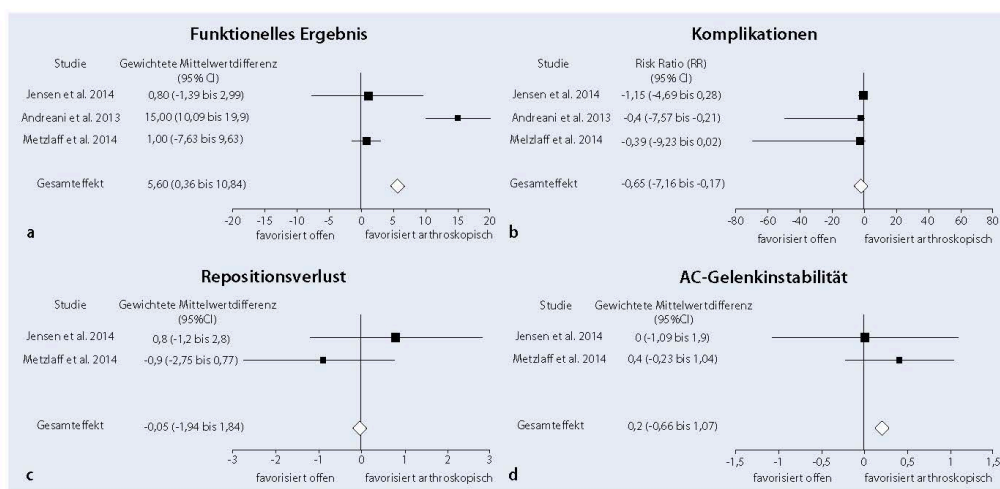 Funktionelles Ergebnis
Studie Gewichtete Mittelwertdifferenz
(95% CI)
Jensen et al. 2014 0,80 (-1,39 bis 2,99)
Andreani et al. 2013 15,00 (10,09 bis 19,9)
Metzlaff et al. 2014 1,00 (-7,63 bis 9,63)
Gesamteffekt 5,60 (0,36 bis 10,84)
-20 -15 -10 -5 0 5 10 15 20
favorisiert offen favorisiert arthroskopisch
a
Komplikationen
Studie Risk Ratio (RR)
(95% CI)
Jensen et al. 2014 -1,15 (-4,69 bis 0,28)
Andreani et al. 2013 -0,4 (-7,57 bis -0,21)
Melzlaff et al. 2014 -0,39 (-9,23 bis 0,02)
Gesamteffekt -0,65 (-7,16 bis -0,17)
-80 -60 -40 -20 0 20 40 60 80
favorisiert offen favorisiert arthroskopisch
b
Repositionsverlust
Studie Gewichtete Mittelwertdifferenz
(95%CI)
Jensen et al. 2014 0,8 (-1,2 bis 2,8)
Metzlaff et al. 2014 -0,9 (-2,75 bis 0,77)
Gesamteffekt -0,05 (-1,94 bis 1,84)
-3 -2 -1 0 1 2 3
favorisiert offen favorisiert arthroskopisch
c
AC-Gelenkinstabilität
Studie Gewichtete Mittelwertdifferenz
(95%CI)
Jensen et al. 2014 0 (-1,09 bis 1,9)
Metzlaff et al. 2014 0,4 (-0,23 bis 1,04)
Gesamteffekt 0,2 (-0,66 bis 1,07)
-1,5 -1 -0,5 0 0,5 1 1,5
favorisiert offen favorisiert arthroskopisch
d